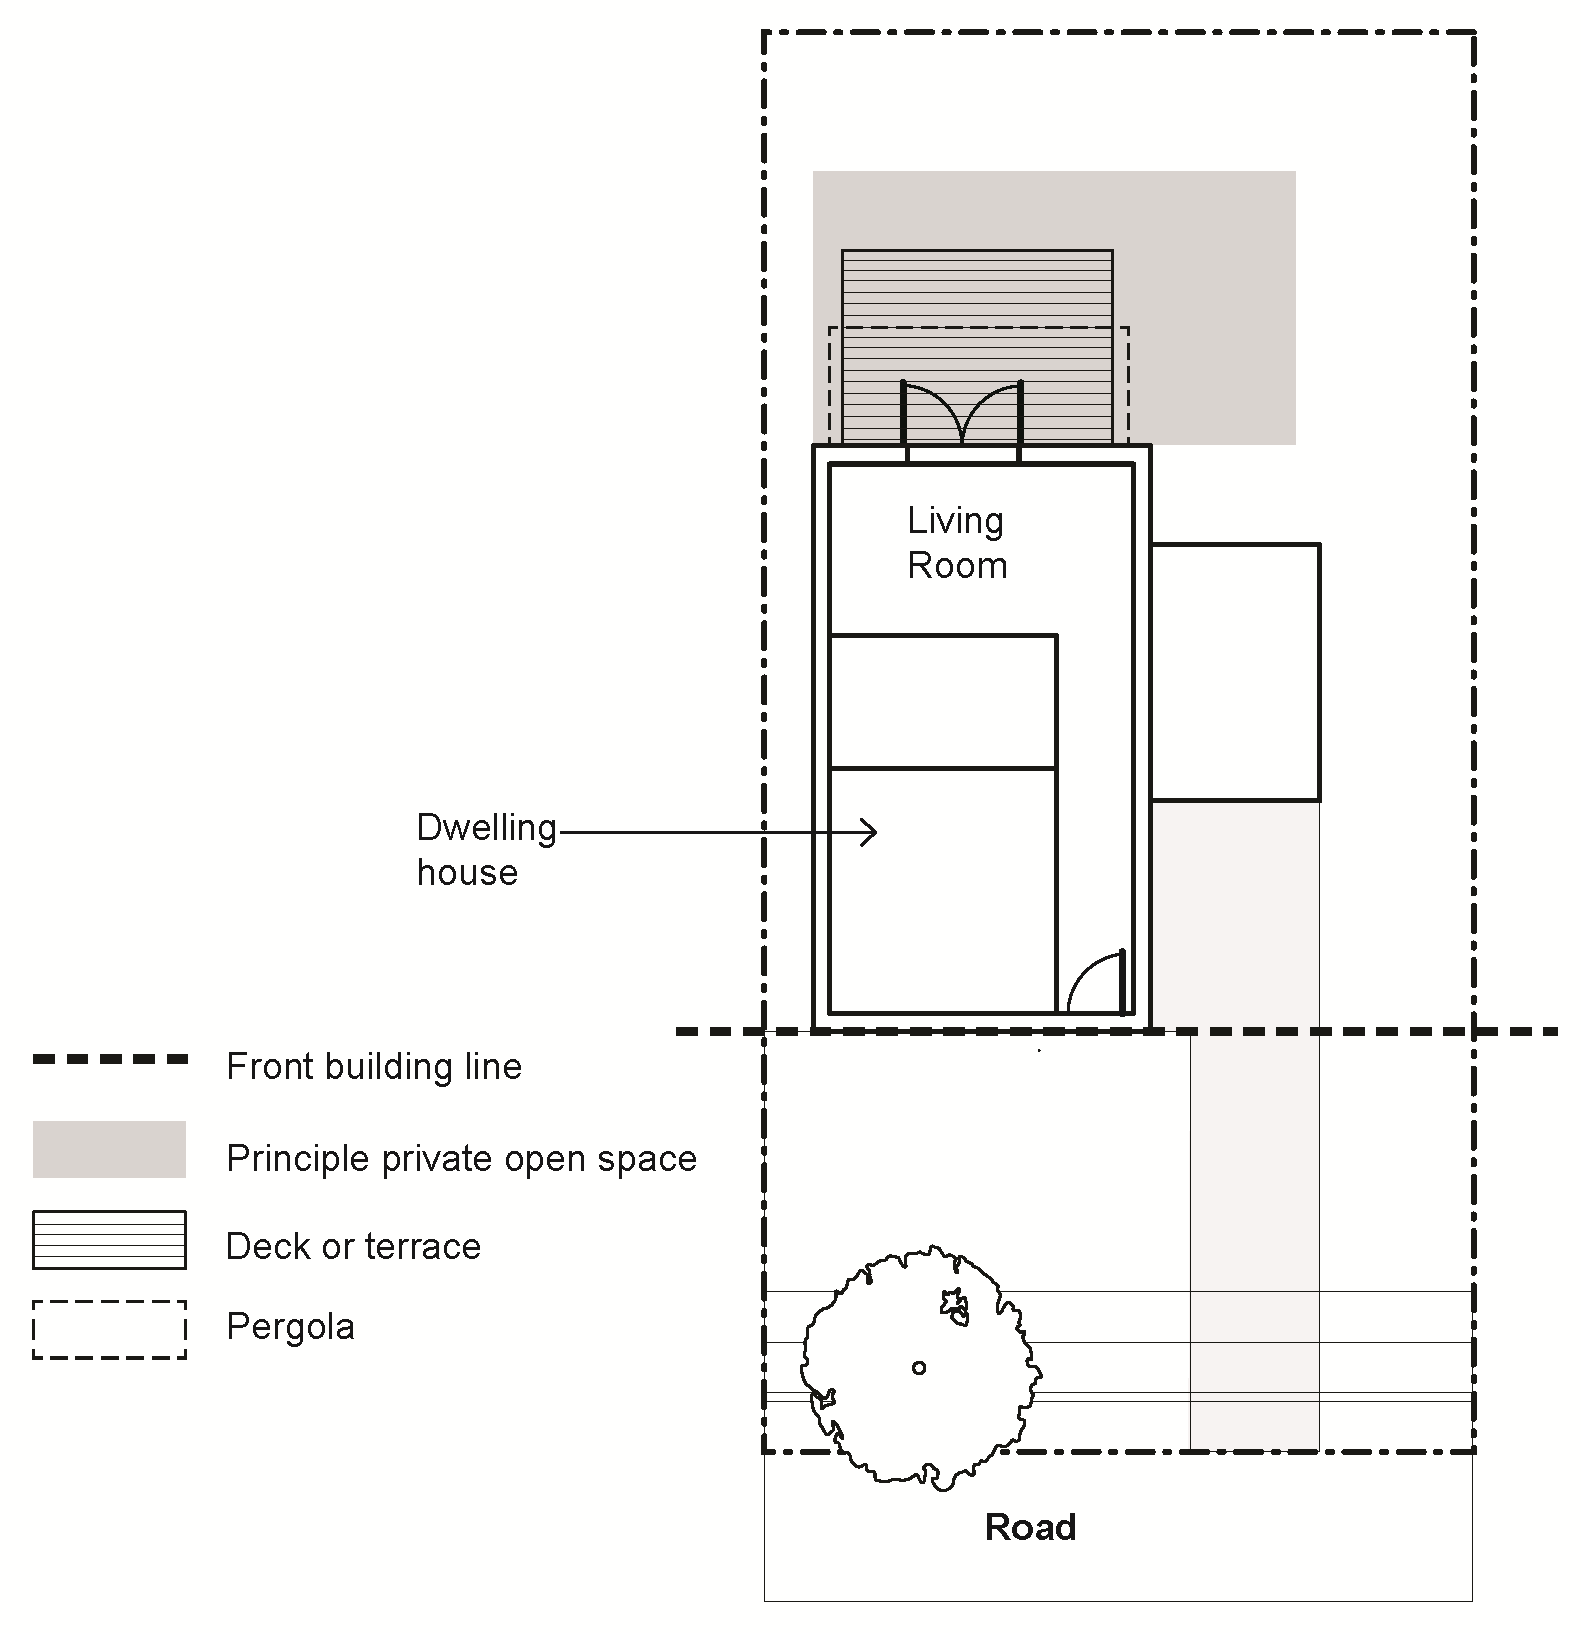 Living
Room
Dwelling
house
Front building line
Principle private open space
Deck or terrace
Pergola
Road